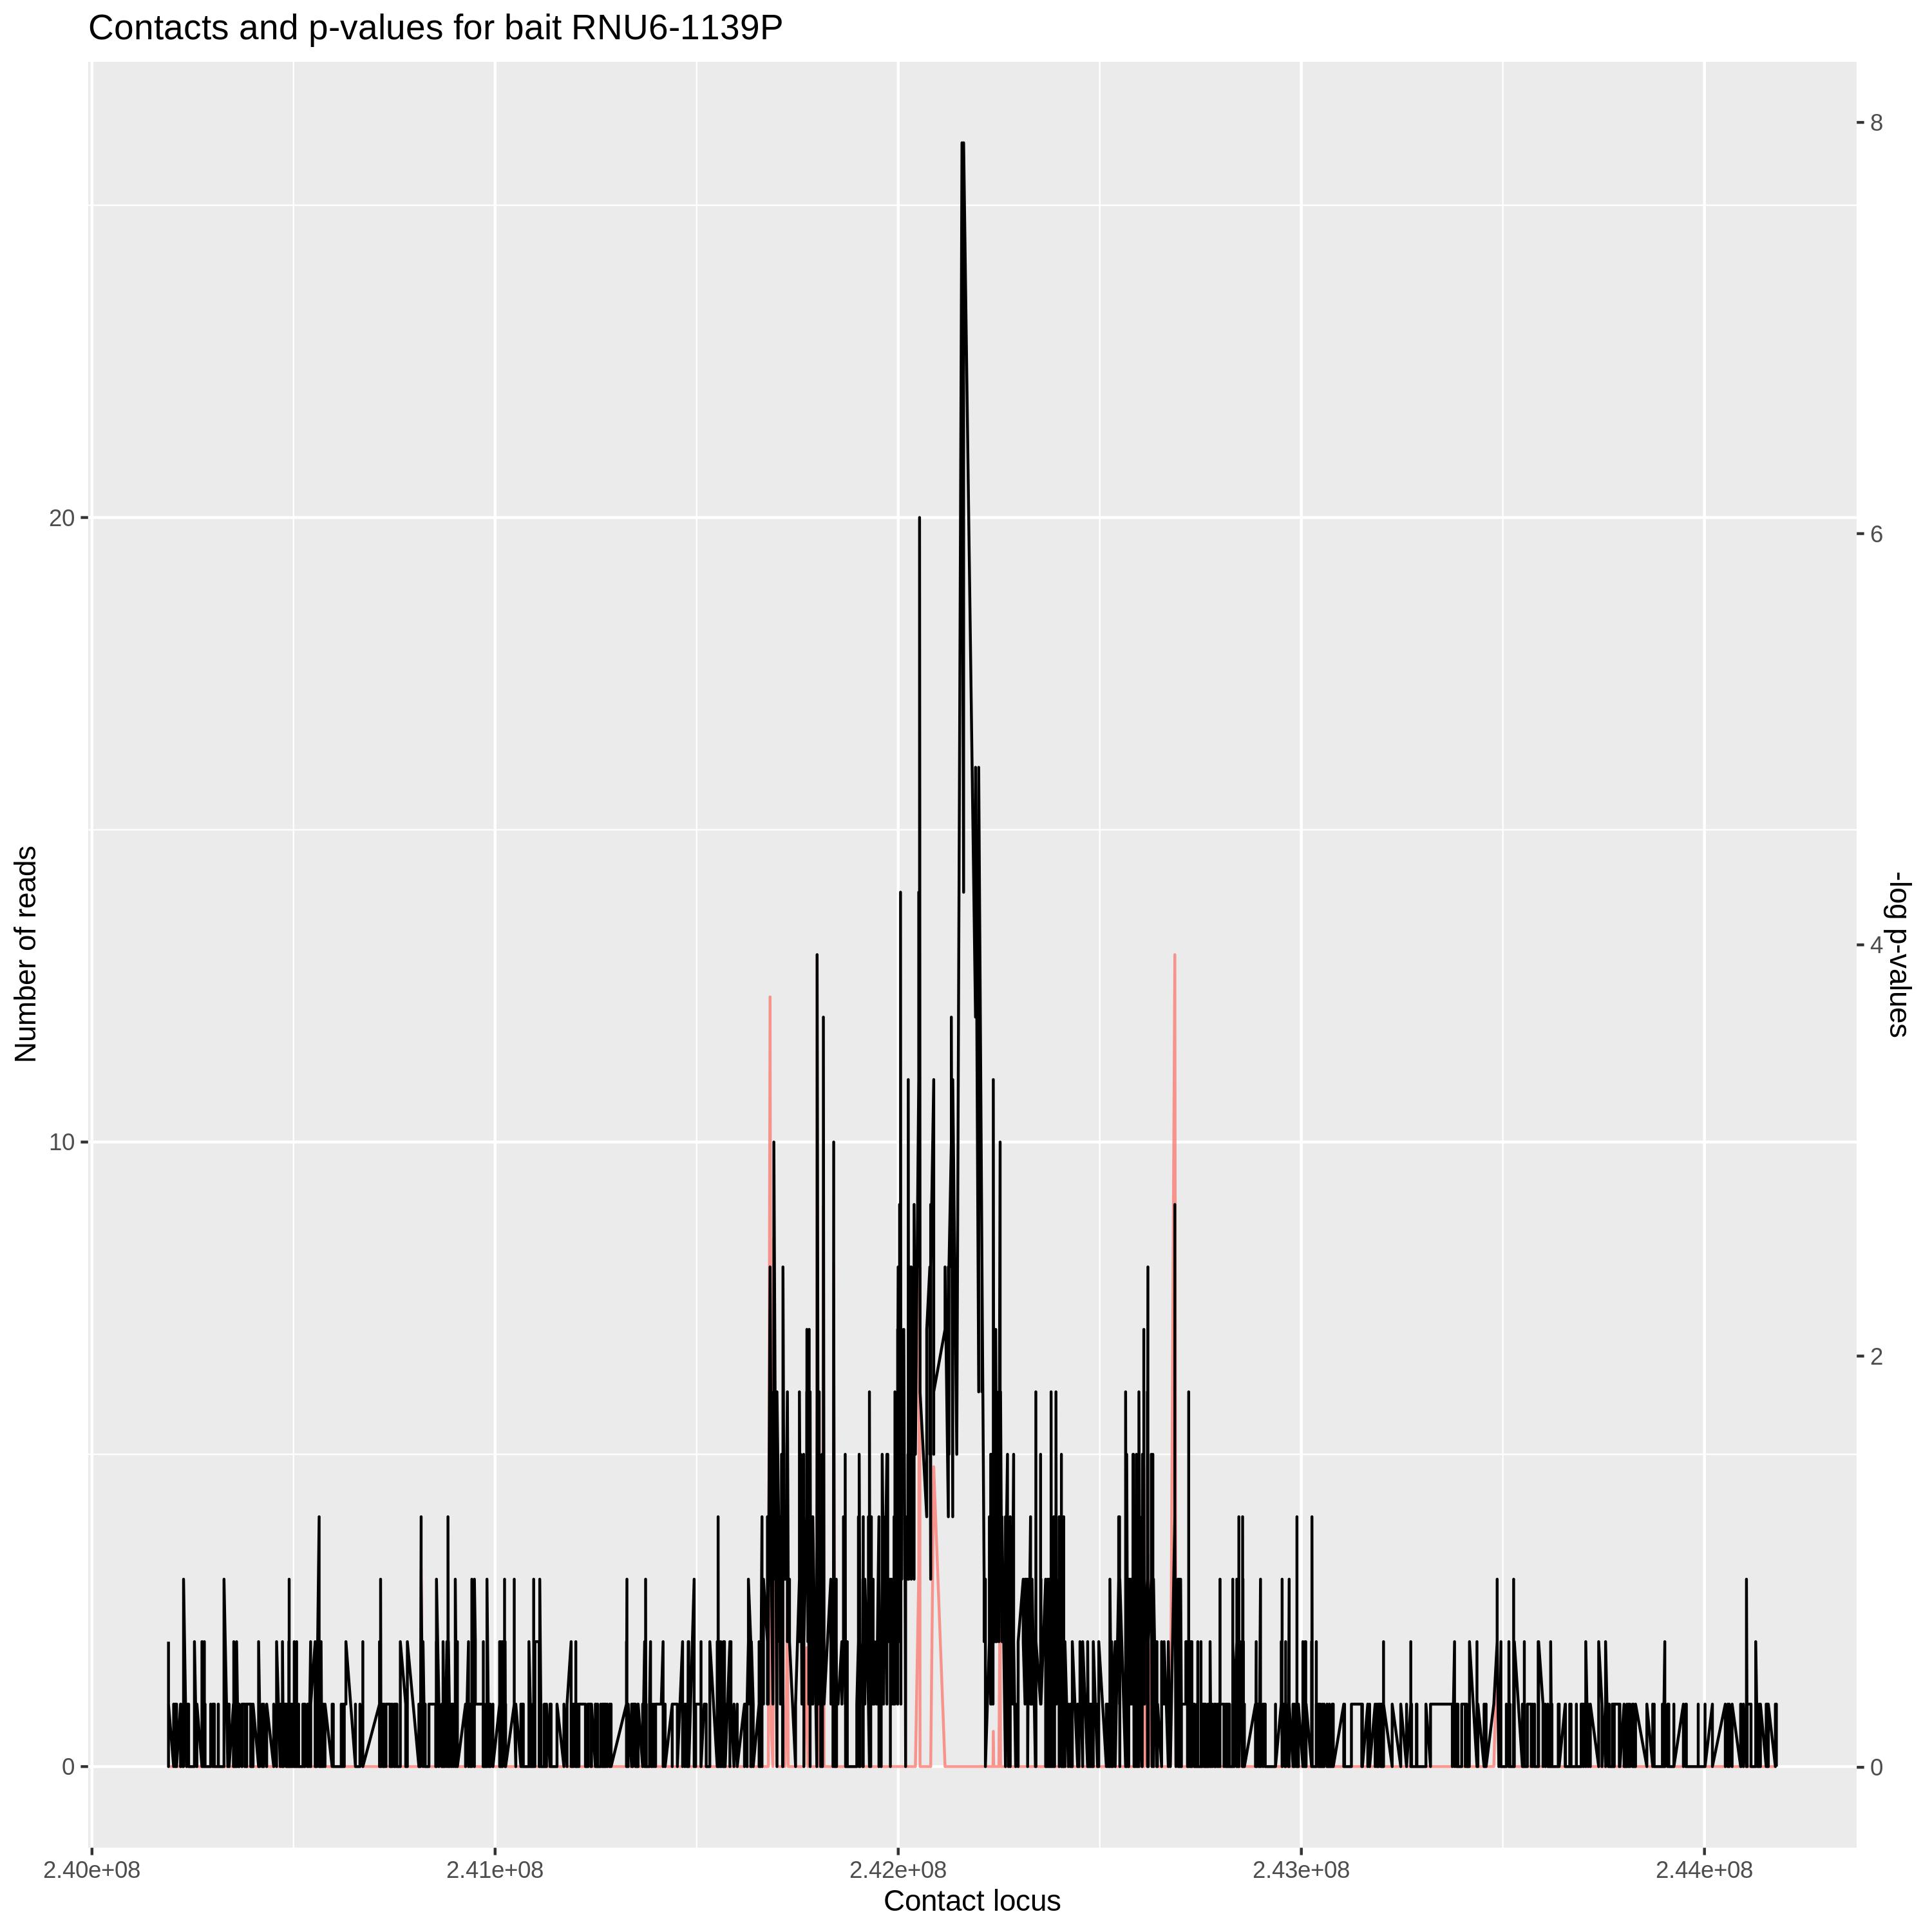 Contacts and p-values for bait RNU6-1139P
8
20
6
Number of reads
-log p-values
4
10
2
0
0
2.40e+08
2.41e+08
2.42e+08
2.43e+08
2.44e+08
Contact locus